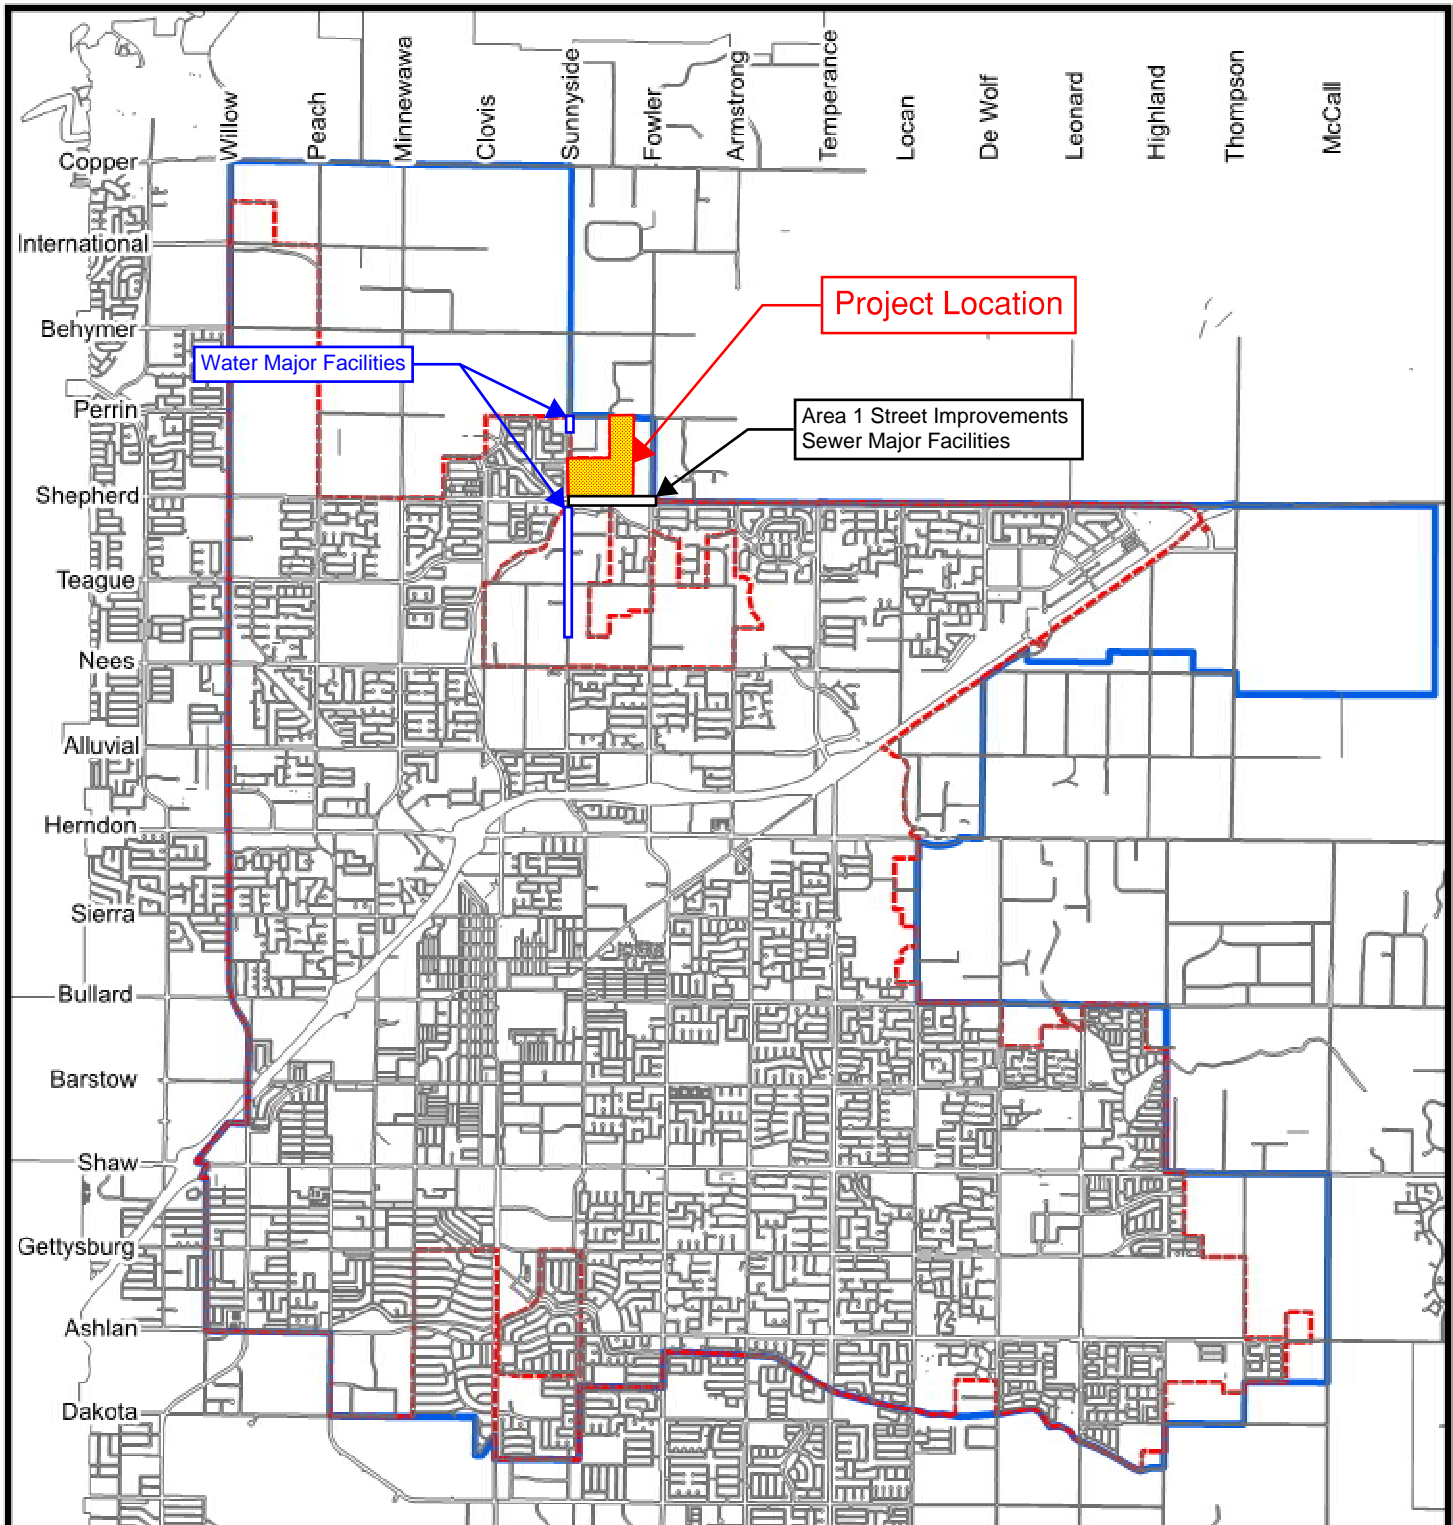 Willow
Peach
Minnewawa
Clovis
Sunnyside
Fowler
Armstrong
Temperance
Locan
De Wolf
Leonard
Highland
Thompson
McCall
Copper
International
Behymer
Perrin
Shepherd
Teague
Nees
Alluvial
Herndon
Sierra
Bullard
Barstow
Shaw
Gettysburg
Ashlan
Dakota
Project Location
Water Major Facilities
Area 1 Street Improvements
Sewer Major Facilities